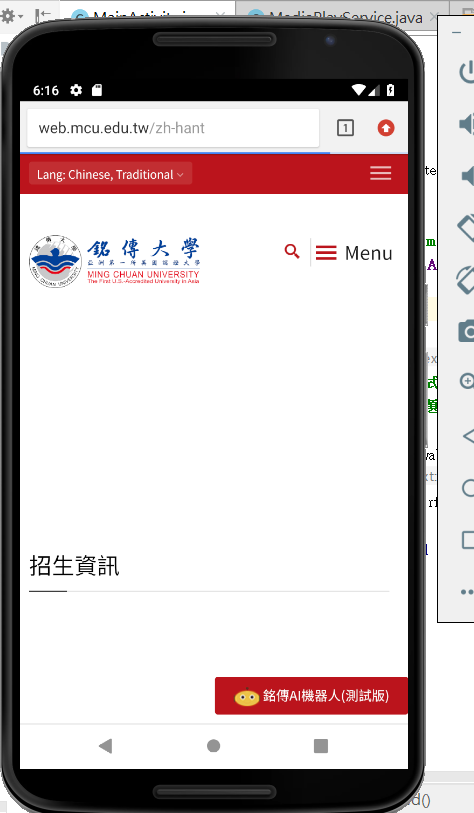 MainActivity.java
MediaPlayService.java
6:16
web.mcu.edu.tw/zh-hant
1
Lang: Chinese, Traditional
銘傳大學
亞洲第一所美國認證大學
MING CHUAN UNIVERSITY
The First U.S.-Accredited University in Asia
Menu
招生資訊
銘傳AI機器人(測試版)